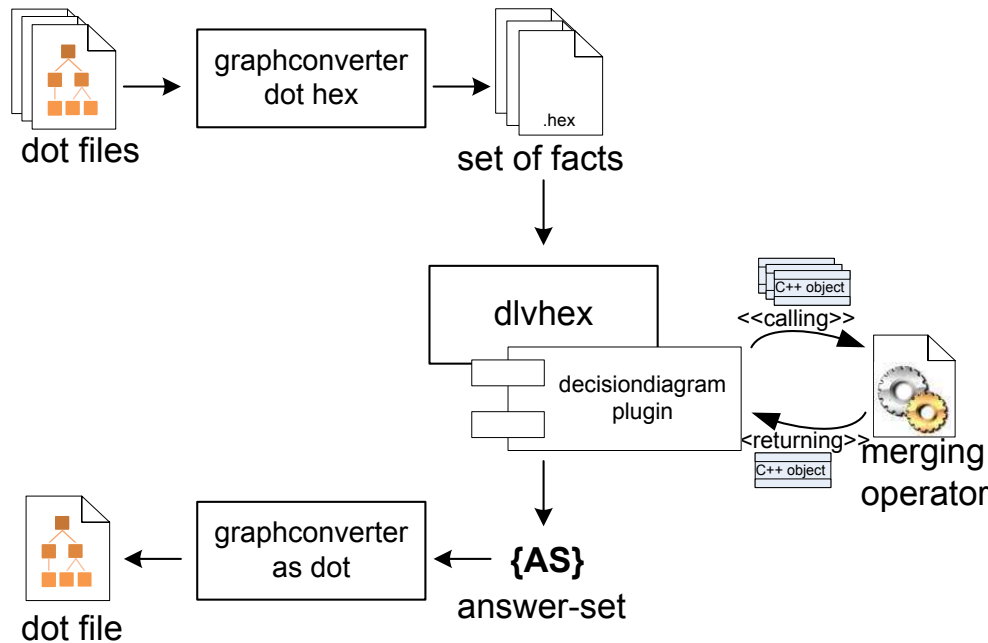 graphconverter
dot hex
.hex
dot files
set of facts
dlvhex
C++ object
<<calling>>
decisiondiagram
plugin
<returning>>
C++ object
merging
operator
graphconverter
as dot
{AS}
answer-set
dot file